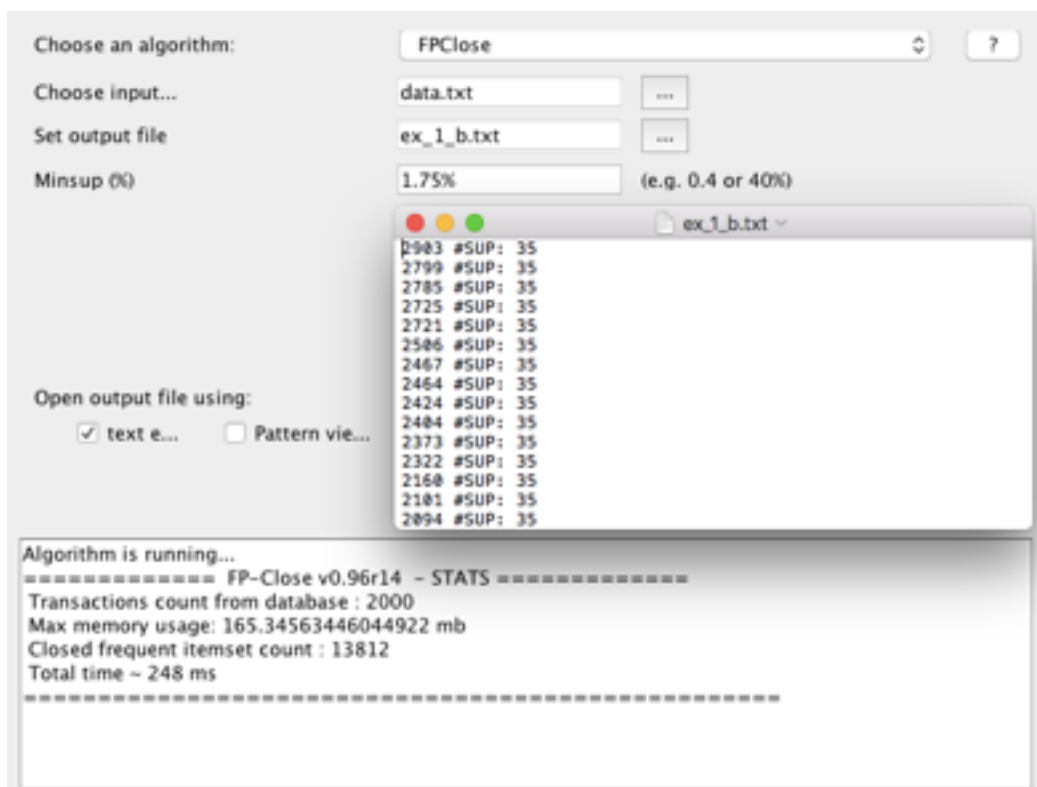 Choose an algorithm: FPClose ?
Choose input... data.txt ...
Set output file ex_1_b.txt ...
Minsup (%) 1.75% (e.g. 0.4 or 40%)
ex_1_b.txt
2903 #SUP: 35
2799 #SUP: 35
2785 #SUP: 35
2725 #SUP: 35
2721 #SUP: 35
2506 #SUP: 35
2467 #SUP: 35
2464 #SUP: 35
2424 #SUP: 35
2404 #SUP: 35
2373 #SUP: 35
2322 #SUP: 35
2160 #SUP: 35
2101 #SUP: 35
2094 #SUP: 35
Open output file using:
text e... Pattern vie...
Algorithm is running...
============= FP-Close v0.96r14 - STATS =============
Transactions count from database : 2000
Max memory usage: 165.34563446044922 mb
Closed frequent itemset count : 13812
Total time ~ 248 ms
===================================================